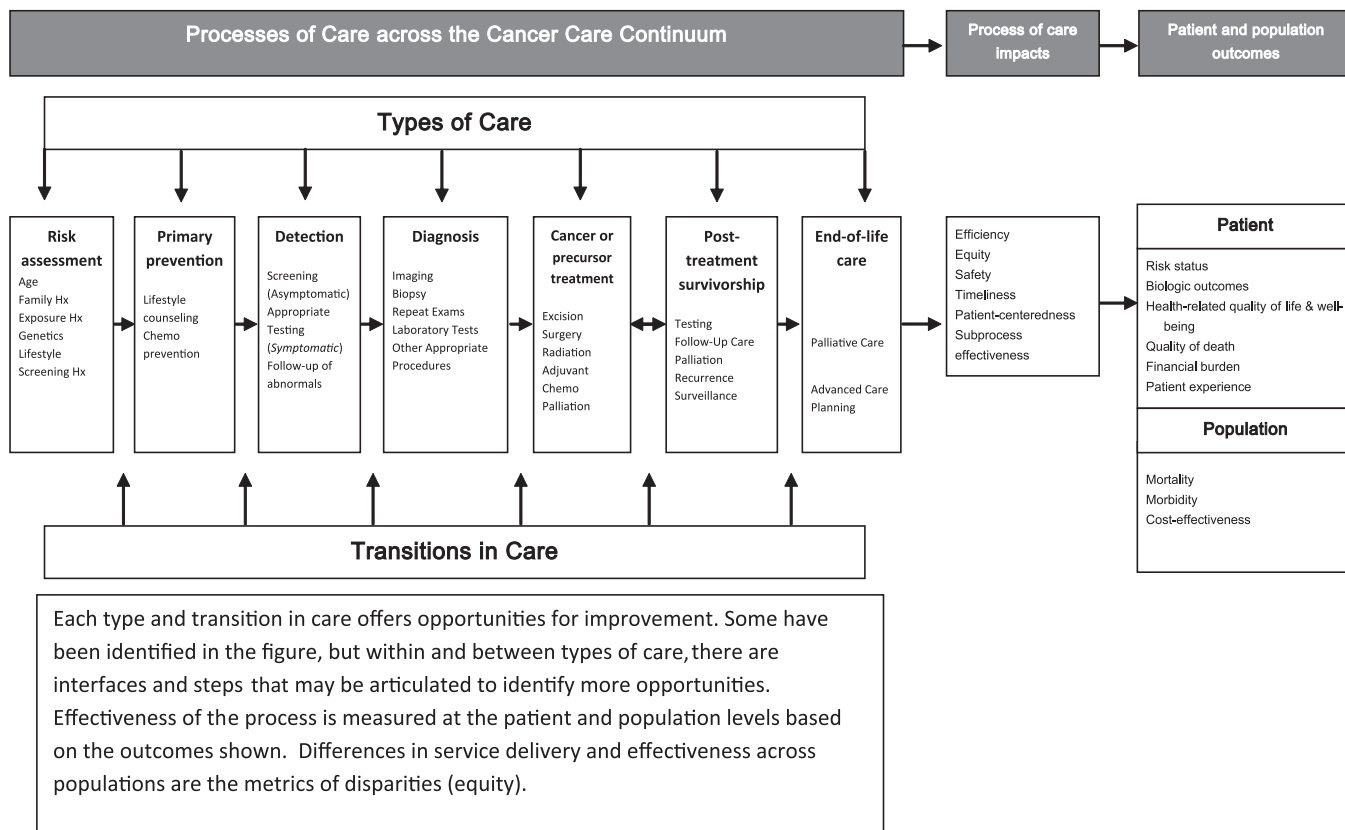 Processes of Care across the Cancer Care Continuum
Process of care
impacts
Patient and population
outcomes
Types of Care
Risk
assessment
Age
Family Hx
Exposure Hx
Genetics
Lifestyle
Screening Hx
Primary
prevention
Lifestyle
counseling
Chemo
prevention
Detection
Screening
(Asymptomatic)
Appropriate
Testing
(Symptomatic)
Follow-up of
abnormals
Diagnosis
Imaging
Biopsy
Repeat Exams
Laboratory Tests
Other Appropriate
Procedures
Cancer or
precursor
treatment
Excision
Surgery
Radiation
Adjuvant
Chemo
Palliation
Post-
treatment
survivorship
Testing
Follow-Up Care
Palliation
Recurrence
Surveillance
End-of-life
care
Palliative Care
Advanced Care
Planning
Efficiency
Equity
Safety
Timeliness
Patient-centeredness
Subprocess
effectiveness
Patient
Risk status
Biologic outcomes
Health-related quality of life & well-
being
Quality of death
Financial burden
Patient experience
Population
Mortality
Morbidity
Cost-effectiveness
Transitions in Care
Each type and transition in care offers opportunities for improvement. Some have
been identified in the figure, but within and between types of care, there are
interfaces and steps that may be articulated to identify more opportunities.
Effectiveness of the process is measured at the patient and population levels based
on the outcomes shown. Differences in service delivery and effectiveness across
populations are the metrics of disparities (equity).